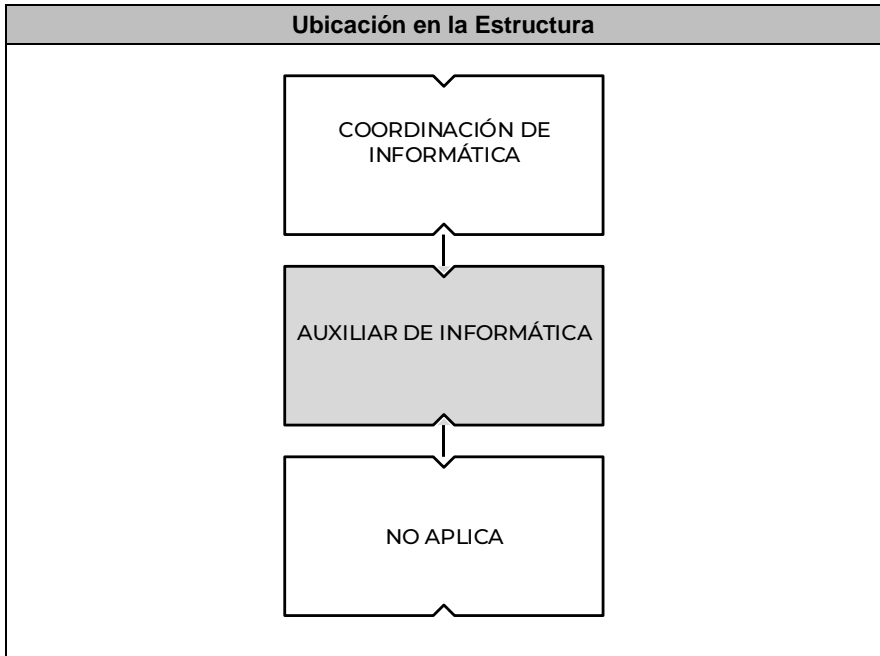 Ubicación en la Estructura
COORDINACIÓN DE
INFORMÁTICA
AUXILIAR DE INFORMÁTICA
NO APLICA